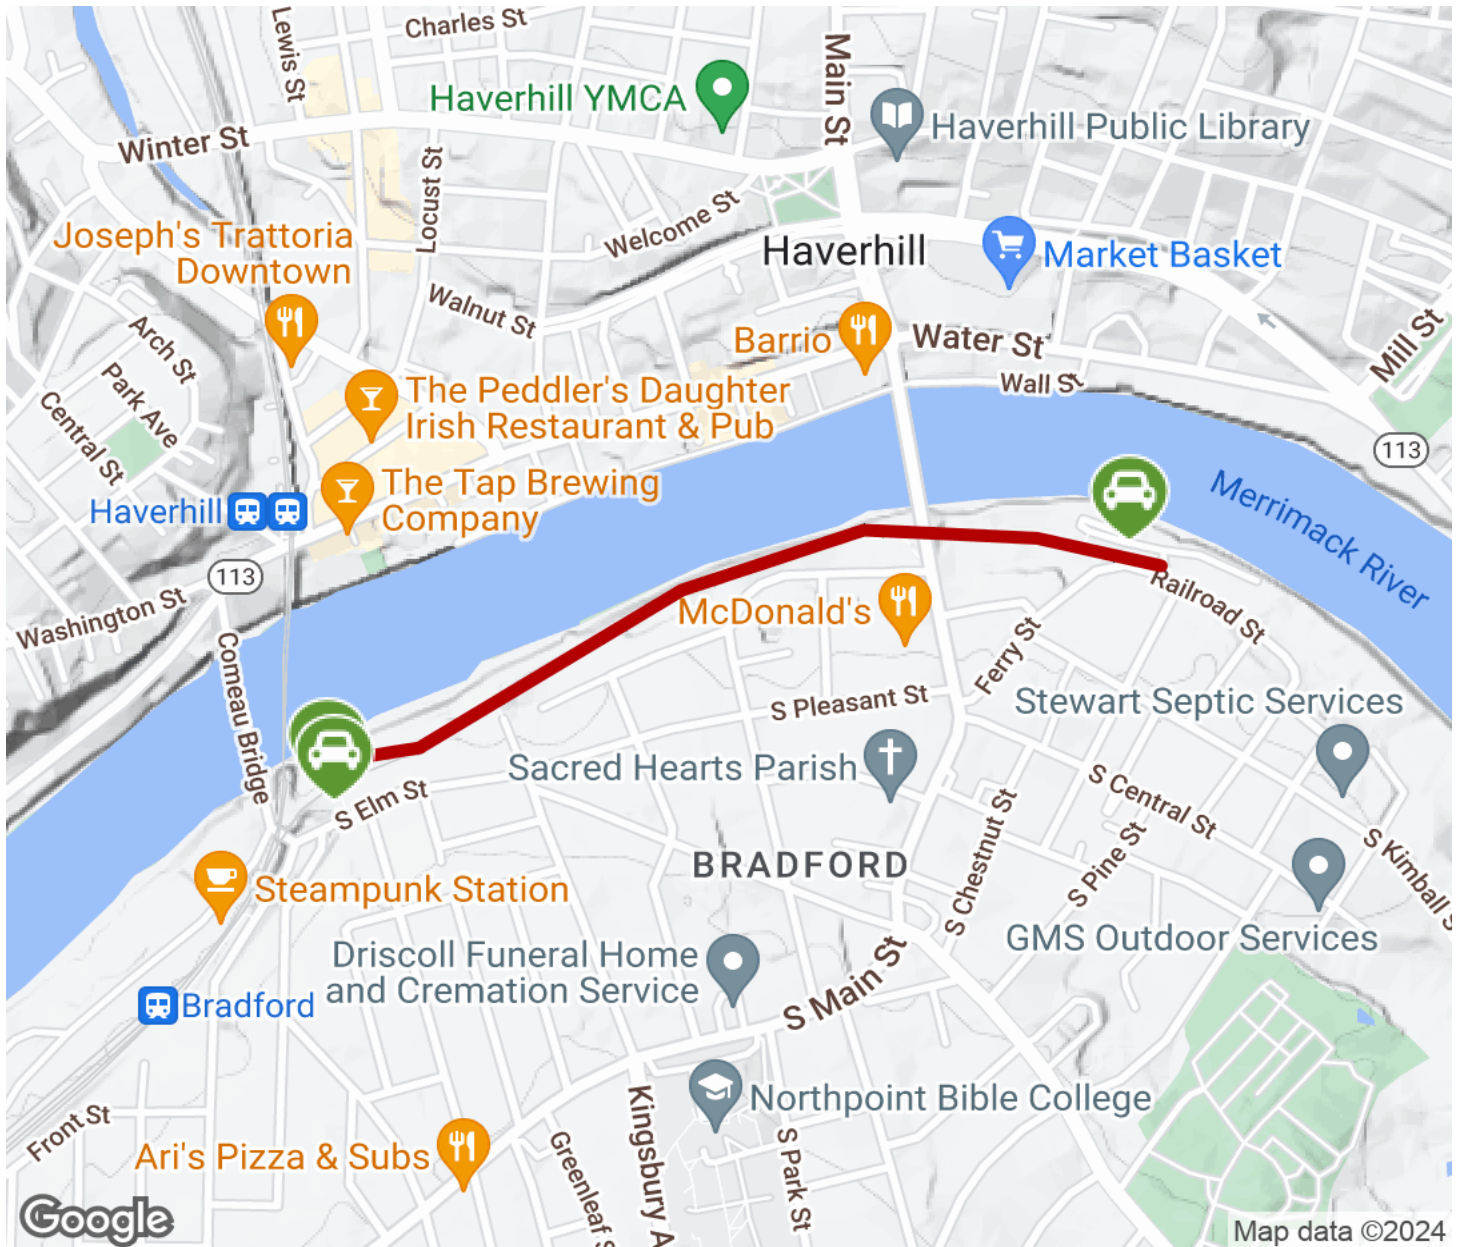 Charles St
Lewis St
Main St
Haverhill YMCA
Haverhill Public Library
Winter St
Locust St
Welcome St
Joseph's Trattoria
Downtown
Haverhill
Market Basket
Walnut St
Arch St
Park Ave
Central St
Barrio
Water St
Wall St
Mill St
The Peddler's Daughter
Irish Restaurant & Pub
113
The Tap Brewing
Company
Haverhill
Merrimack River
113
Washington St
Railroad St
McDonald's
Comeau Bridge
Ferry St
S Pleasant St
Stewart Septic Services
Sacred Hearts Parish
S Elm St
S Central St
S Chestnut St
S Pine St
S Kimball S
BRADFORD
Steampunk Station
GMS Outdoor Services
Driscoll Funeral Home
and Cremation Service
S Main St
Bradford
Northpoint Bible College
Front St
Ari's Pizza & Subs
Greenleaf S
Kingsbury A
S Park St
Google
Map data ©2024